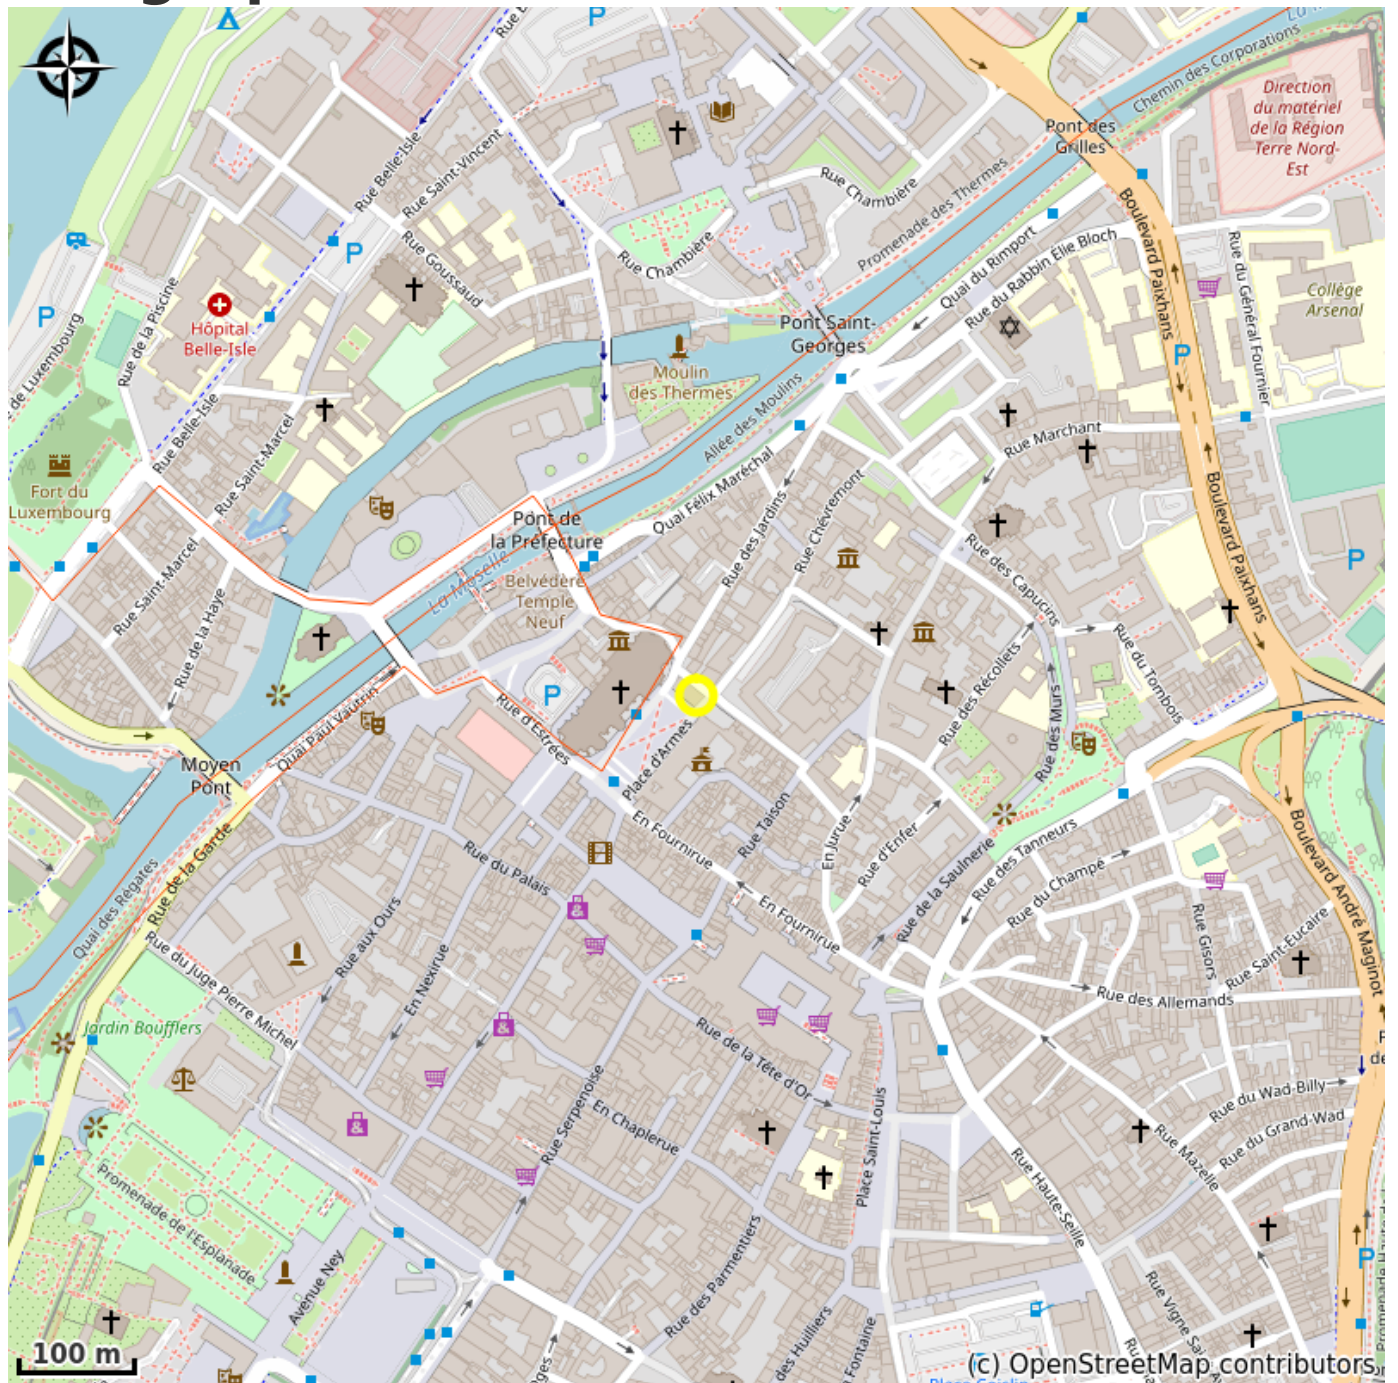 Rue Belle-Isle
Rue Saint-Vincent
Rue Goussaud
Rue Chambière
Rue Chambière
Promenade des Thermes
Chemin des Corporations
Pont des
Grilles
Direction
du matériel
de la Région
Terre Nord-
Est
Boulevard Paixhans
Quai du Rimport
Rue du Rabbin Élie Bloch
Rue du Général Fournier
Collège
Arsenal
P
P
P
P
Hôpital
Belle-Isle
Rue de la Piscine
de Luxembourg
Pont Saint-
Georges
Moulin
des Thermes
Allée des Moulins
Rue Belle-Isle
Rue Saint-Marcel
Fort du
Luxembourg
Quai Félix Maréchal
Rue Marchant
Boulevard Paixhans
Pont de
la Préfecture
La Moselle
Rue des Jardins
Rue Chèvremont
Rue des Capucins
P
Belvédère
Temple
Neuf
Rue Saint-Marcel
Rue de la Haye
Rue du Tombois
Rue des Récollets
Rue des Murs
P
Rue d'Estrées
Quai Paul Vautrin
Moyen
Pont
Place d'Armes
En Fournirue
Rue Taison
En Jurue
Rue d'Enfer
Rue des Tanneurs
Rue du Champé
Boulevard André Maginot
Rue de la Garde
Quai des Régates
Rue du Palais
En Fournirue
Rue de la Saulnerie
Rue Gisors
Rue Saint-Eucaire
Rue aux Ours
En Nexirue
Rue du Juge Pierre Michel
Rue des Allemands
Jardin Boufflers
Rue de la Tête d'Or
Rue Serpenoise
En Chaplerue
Place Saint-Louis
Rue du Wad-Billy
Rue du Grand-Wad
Rue Mazelle
Rue Haute-Seille
Promenade de l'Esplanade
Avenue Ney
Rue des Parmentiers
des Huilliers
Fontaine
Rue Vigne
P
100 m
(c) OpenStreetMap contributors